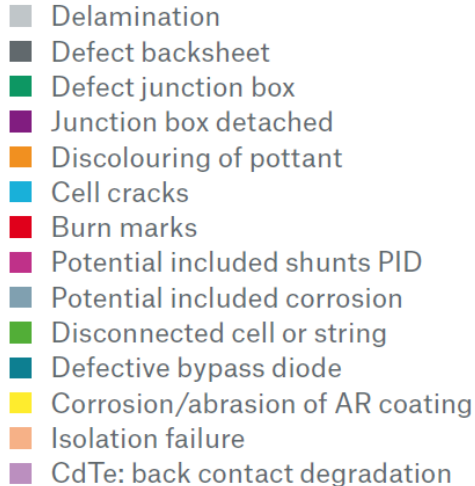 Delamination
Defect backsheet
Defect junction box
Junction box detached
Discolouring of pottant
Cell cracks
Burn marks
Potential included shunts PID
Potential included corrosion
Disconnected cell or string
Defective bypass diode
Corrosion/abrasion of AR coating
Isolation failure
CdTe: back contact degradation